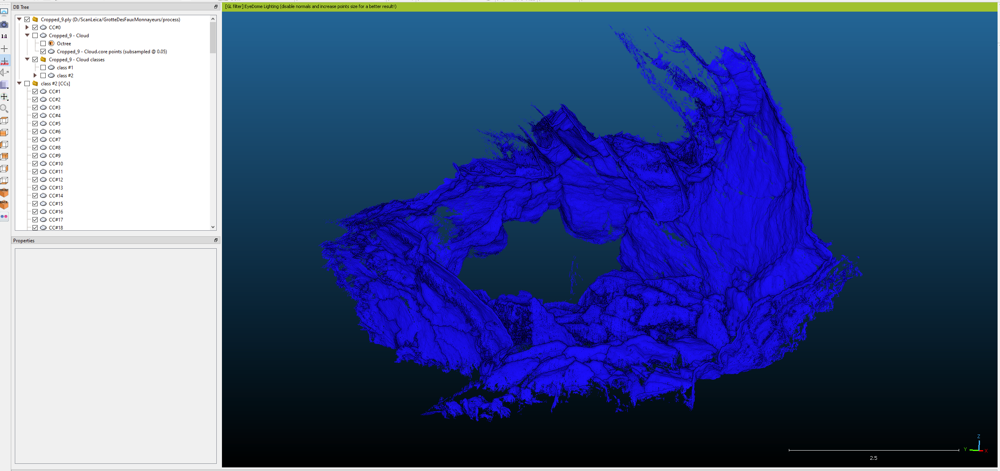 DB Tree
[GL filter] EyeDome Lighting (disable normals and increase points size for a better result!)
Cropped_9.ply (D:/ScanLeica/GrotteDesFauxMonnayeurs/process)
CC#0
Cropped_9 - Cloud
Octree
Cropped_9 - Cloud.core points (subsampled @ 0.05)
Cropped_9 - Cloud classes
class #1
class #2
class #2 [CCs]
CC#1
CC#2
CC#3
CC#4
CC#5
CC#6
CC#7
CC#8
CC#9
CC#10
CC#11
CC#12
CC#13
CC#14
CC#15
CC#16
CC#17
CC#18
1:1
auto
FRONT
BACK
Properties
Z
Y
X
2.5